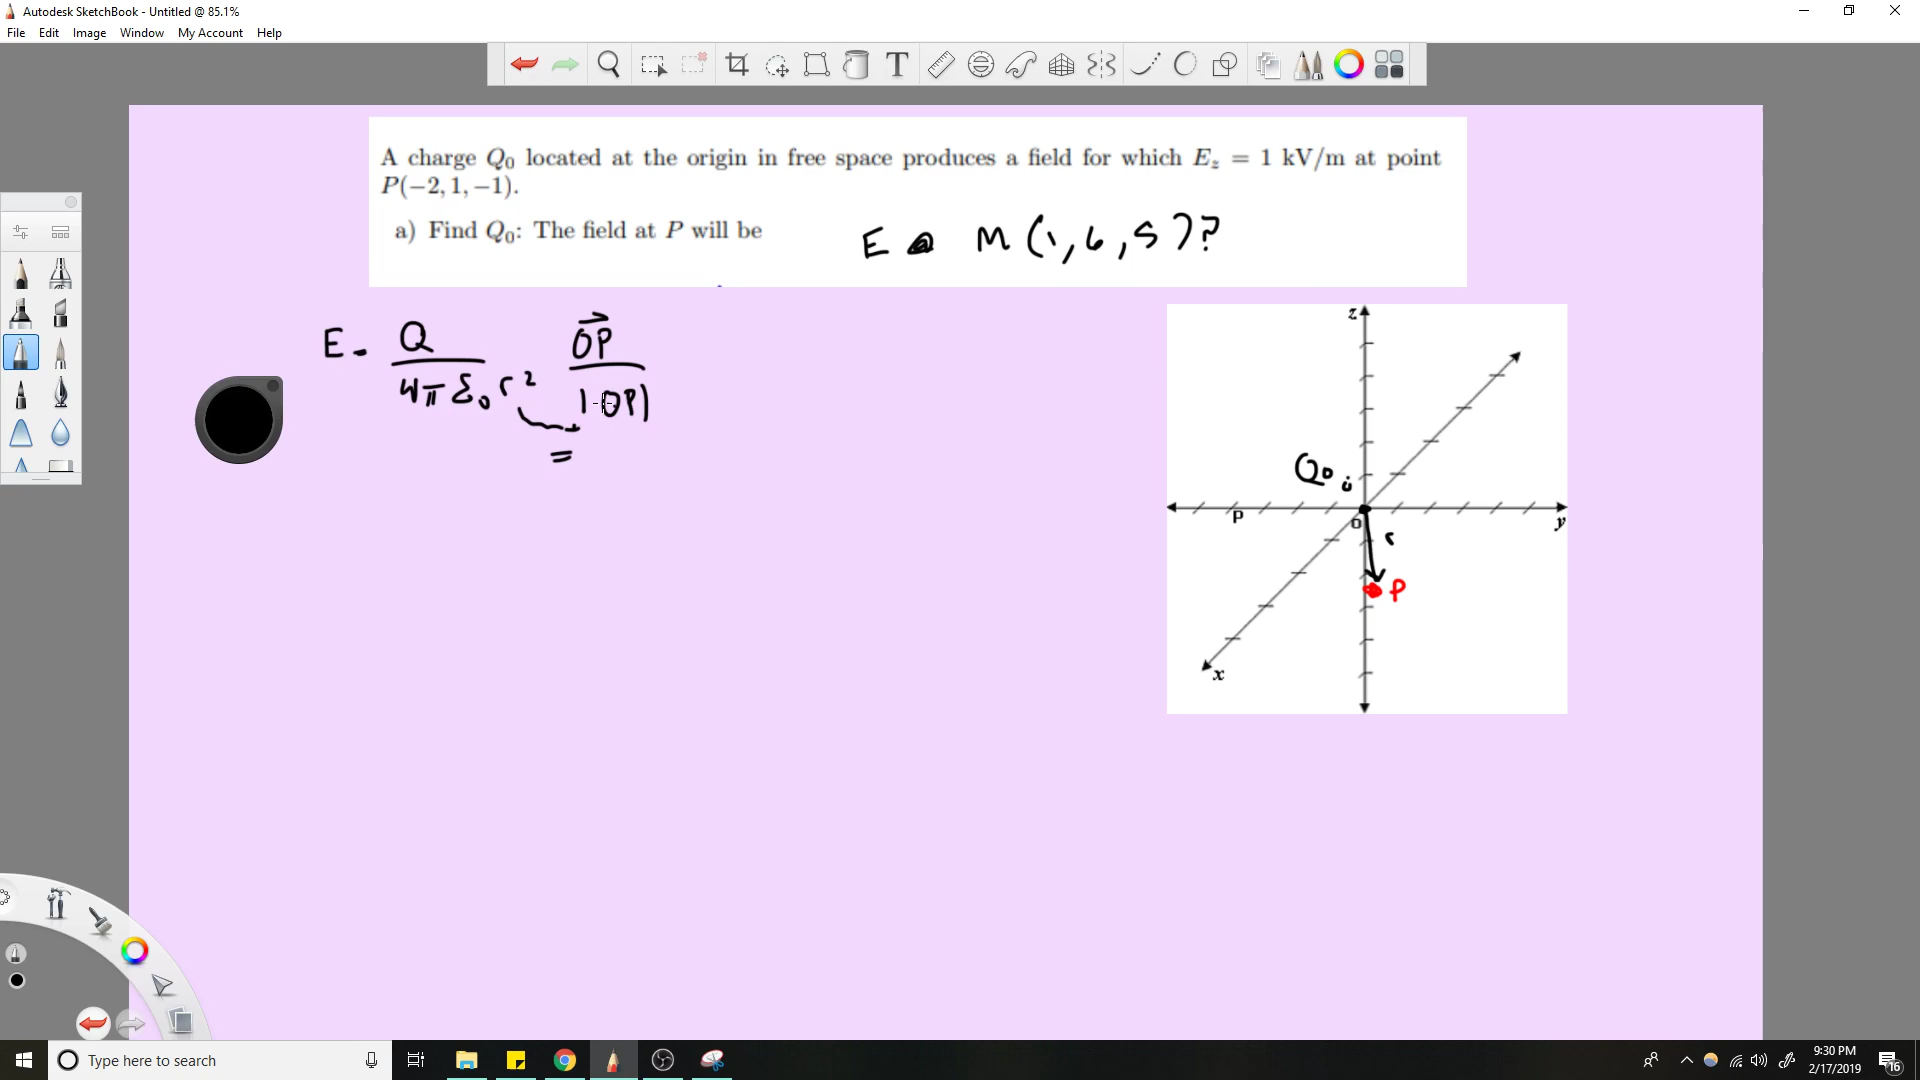 Autodesk SketchBook - Untitled @ 85.1%
File Edit Image Window My Account Help
A charge Q₀ located at the origin in free space produces a field for which E_z = 1 kV/m at point
P(−2, 1, −1).
a) Find Q₀: The field at P will be
E @ M (1, 6, 5)?
E = Q / 4πε₀r² OP / |OP|
=
z
Q₀
P
o
y
r
P
x
Type here to search
9:30 PM
2/17/2019
16